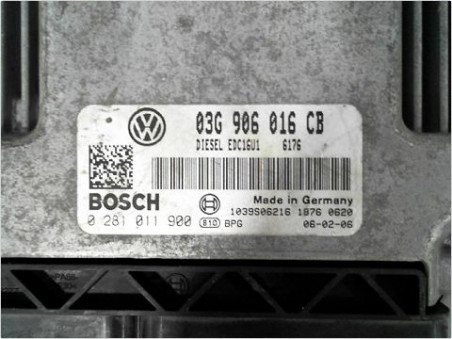 03G 906 016 CB
DIESEL EDC16U1 6176
BOSCH
Made in Germany
0 281 011 900
610 BPG
1039S06216 1876 0620
06-02-06